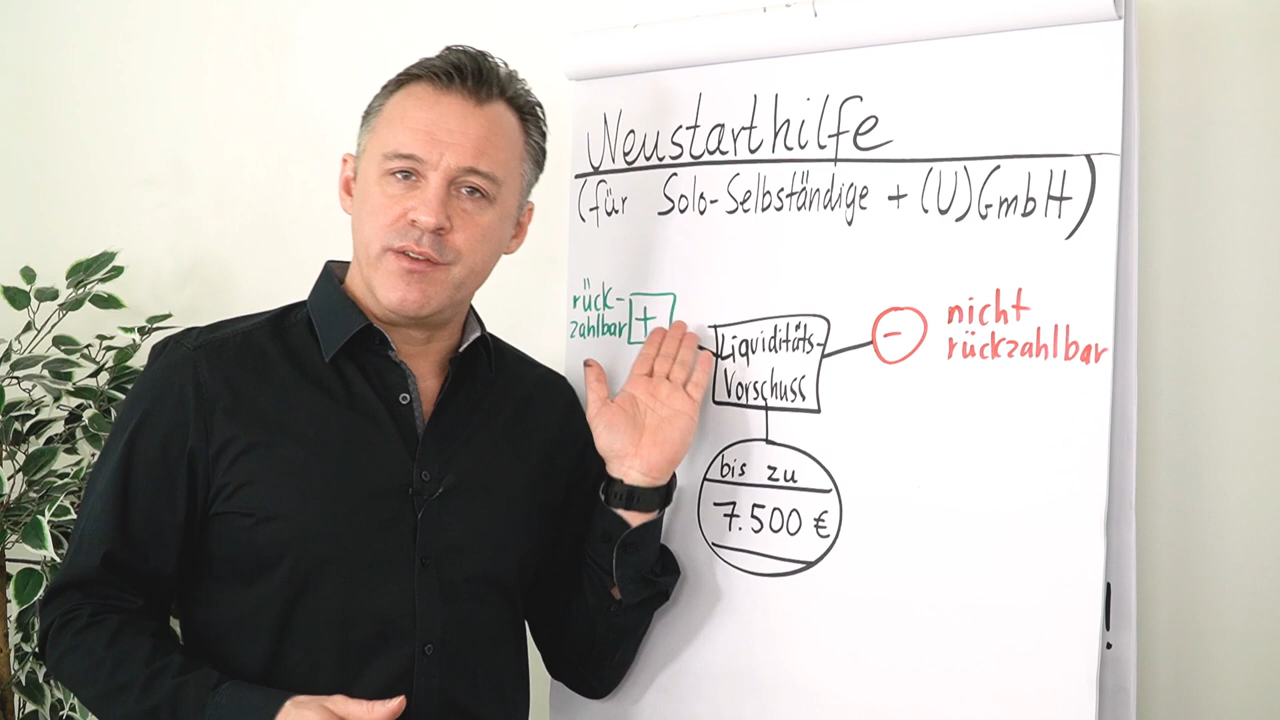 Neustarthilfe
(für Solo-Selbständige + (U)GmbH)
rück-
zahlbar
+
Liquiditäts-
Vorschuss
-
nicht
rückzahlbar
bis zu
7.500 €
!